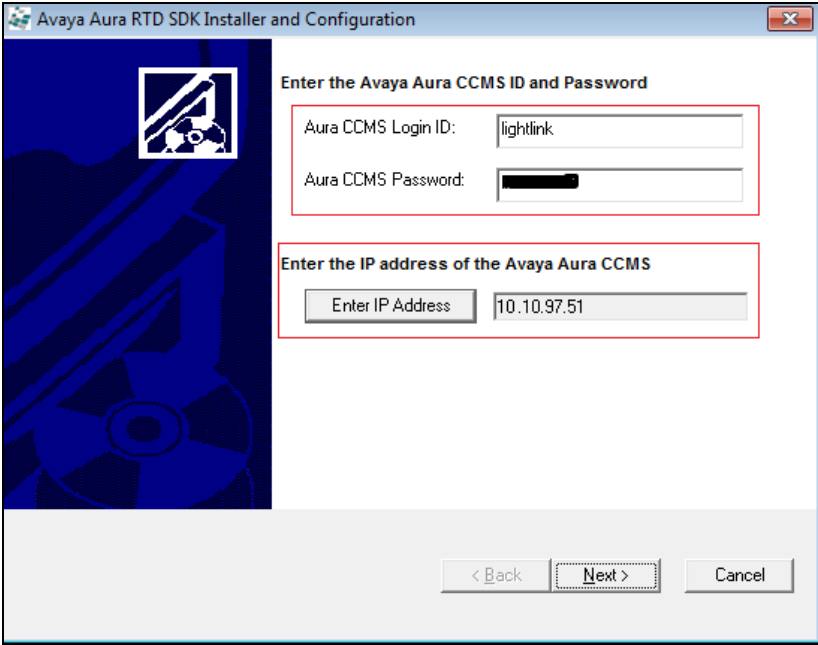 Avaya Aura RTD SDK Installer and Configuration
Enter the Avaya Aura CCMS ID and Password
Aura CCMS Login ID:
lightlink
Aura CCMS Password:
Enter the IP address of the Avaya Aura CCMS
Enter IP Address
10.10.97.51
< Back
Next >
Cancel